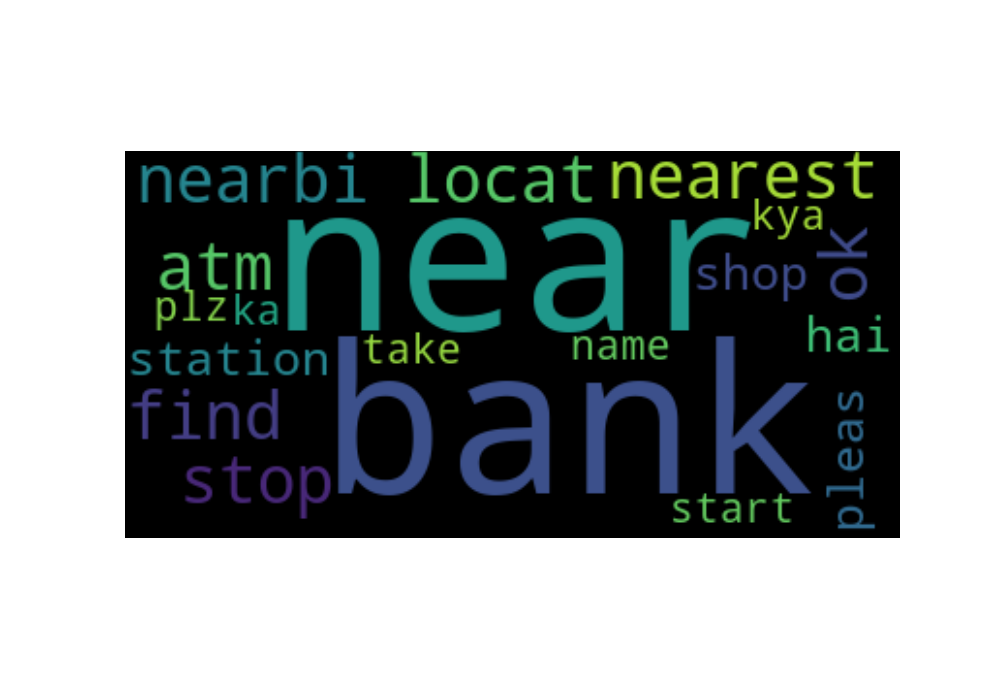 nearbi locat nearest
near kya
atm shop ok
plz ka
station take name hai
bank
find pleas
stop
start